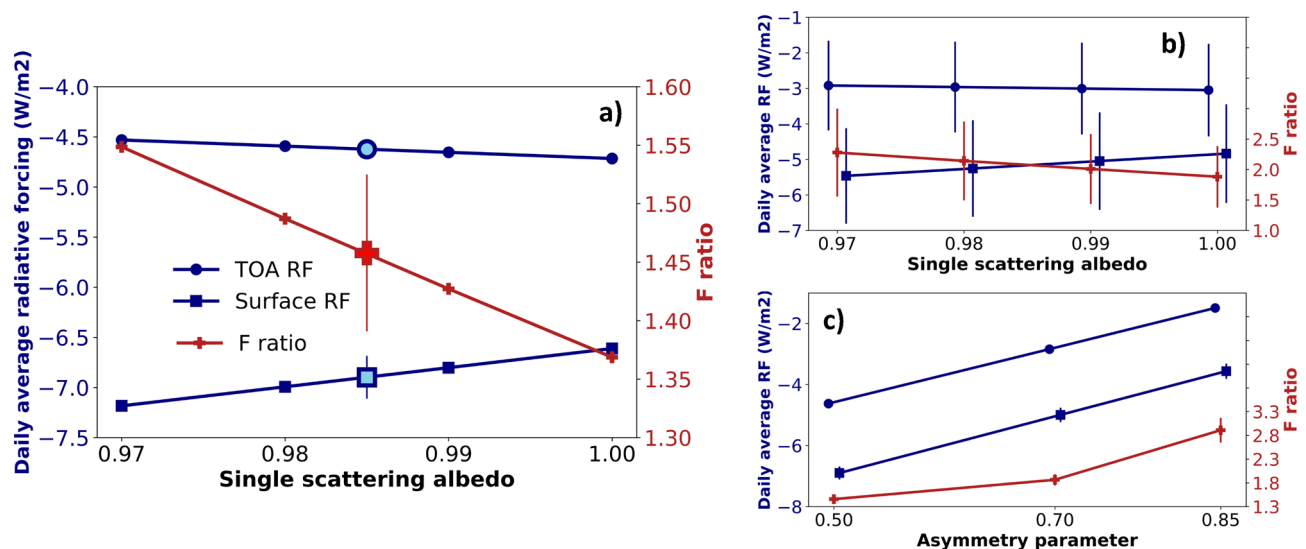 a)
Daily average radiative forcing (W/m2)
−4.0
−4.5
−5.0
−5.5
−6.0
−6.5
−7.0
−7.5
TOA RF
Surface RF
F ratio
1.60
1.55
1.50
1.45
1.40
1.35
1.30
F ratio
0.97 0.98 0.99 1.00
Single scattering albedo
b)
Daily average RF (W/m2)
−1
−2
−3
−4
−5
−6
−7
2.5
2.0
1.5
1.0
F ratio
0.97 0.98 0.99 1.00
Single scattering albedo
c)
Daily average RF (W/m2)
−2
−4
−6
−8
3.3
2.8
2.3
1.8
1.3
F ratio
0.50 0.70 0.85
Asymmetry parameter